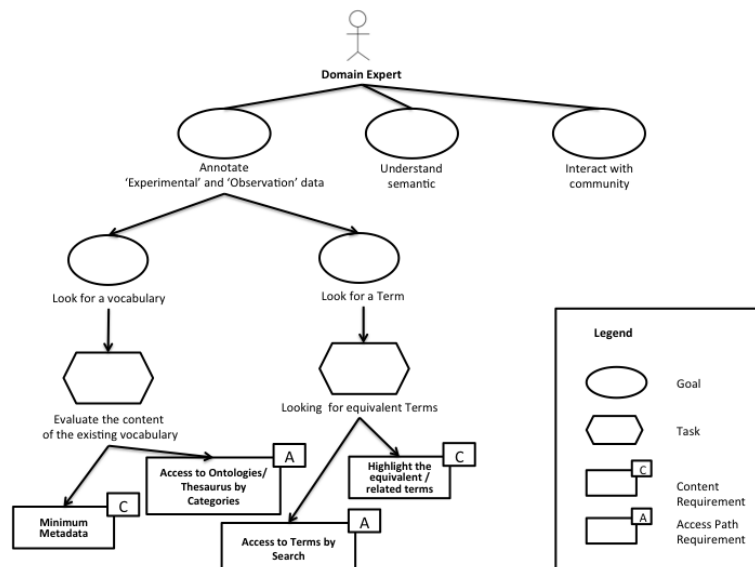 Domain Expert
Annotate
‘Experimental’ and ‘Observation’ data
Understand
semantic
Interact with
community
Look for a vocabulary
Look for a Term
Evaluate the content
of the existing vocabulary
Looking for equivalent Terms
A
Access to Ontologies/
Thesaurus by
Categories
C
Highlight the
equivalent /
related terms
C
Minimum
Metadata
A
Access to Terms by
Search
Legend
Goal
Task
C
Content
Requirement
A
Access Path
Requirement